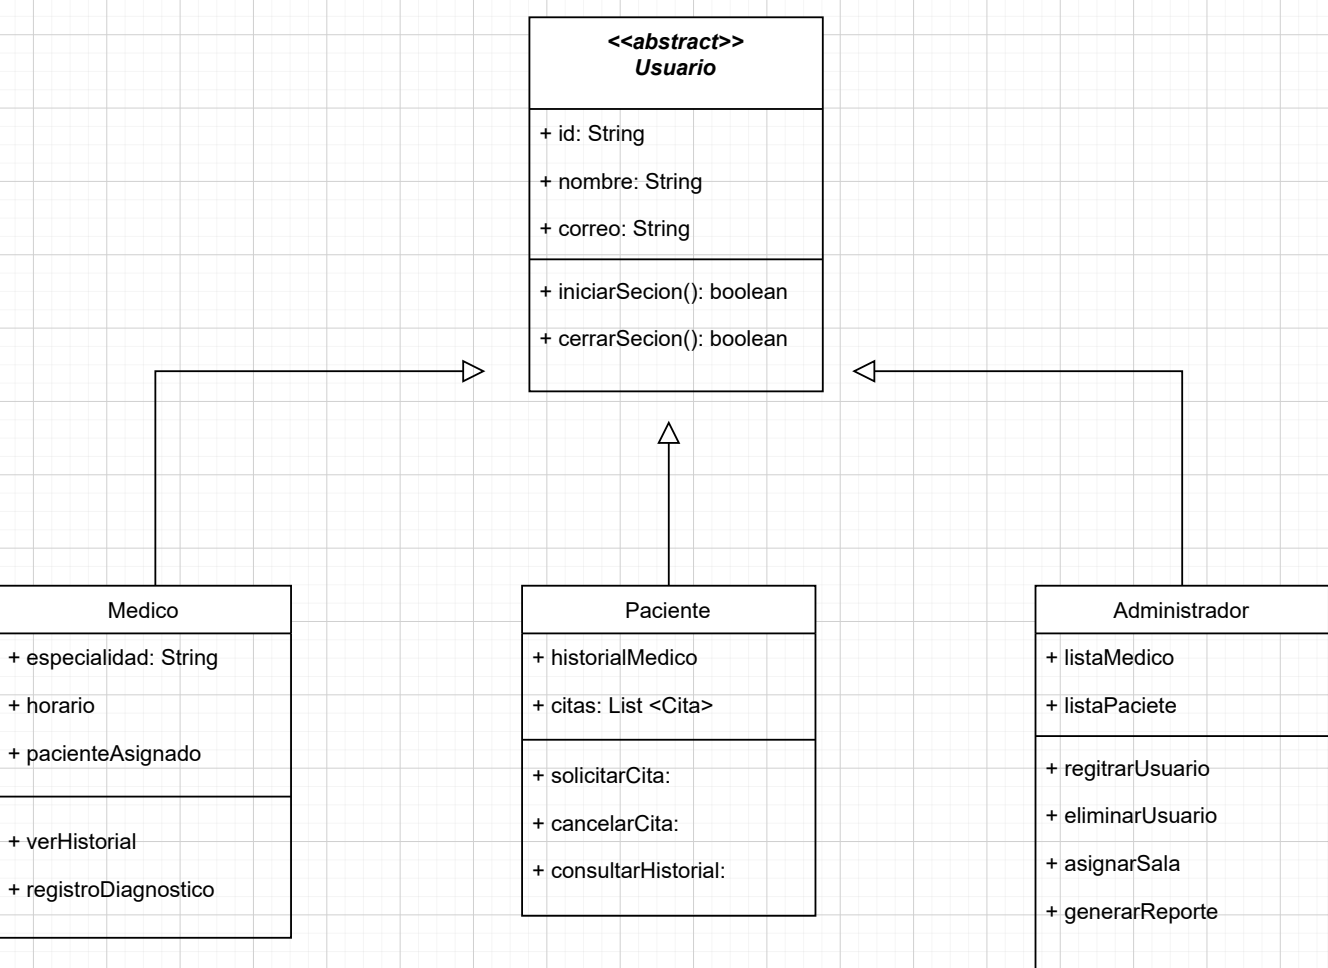 <<abstract>>
Usuario
+ id: String
+ nombre: String
+ correo: String
+ iniciarSecion(): boolean
+ cerrarSecion(): boolean
Medico
+ especialidad: String
+ horario
+ pacienteAsignado
+ verHistorial
+ registroDiagnostico
Paciente
+ historialMedico
+ citas: List <Cita>
+ solicitarCita:
+ cancelarCita:
+ consultarHistorial:
Administrador
+ listaMedico
+ listaPaciete
+ regitrarUsuario
+ eliminarUsuario
+ asignarSala
+ generarReporte